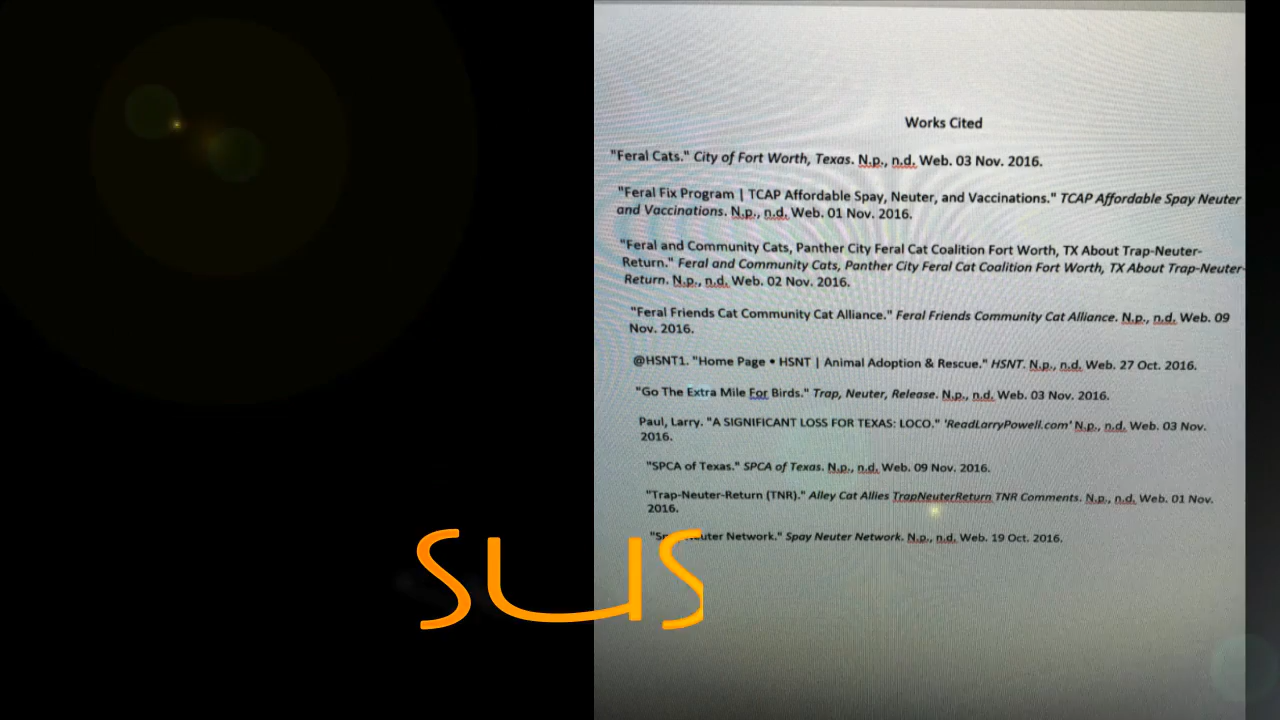 Works Cited
"Feral Cats." City of Fort Worth, Texas. N.p., n.d. Web. 03 Nov. 2016.
"Feral Fix Program | TCAP Affordable Spay, Neuter, and Vaccinations." TCAP Affordable Spay Neuter
and Vaccinations. N.p., n.d. Web. 01 Nov. 2016.
"Feral and Community Cats, Panther City Feral Cat Coalition Fort Worth, TX About Trap-Neuter-
Return." Feral and Community Cats, Panther City Feral Cat Coalition Fort Worth, TX About Trap-Neuter-
Return. N.p., n.d. Web. 02 Nov. 2016.
"Feral Friends Cat Community Cat Alliance." Feral Friends Community Cat Alliance. N.p., n.d. Web. 09
Nov. 2016.
@HSNT1. "Home Page • HSNT | Animal Adoption & Rescue." HSNT. N.p., n.d. Web. 27 Oct. 2016.
"Go The Extra Mile For Birds." Trap, Neuter, Release. N.p., n.d. Web. 03 Nov. 2016.
Paul, Larry. "A SIGNIFICANT LOSS FOR TEXAS: LOCO." 'ReadLarryPowell.com' N.p., n.d. Web. 03 Nov.
2016.
"SPCA of Texas." SPCA of Texas. N.p., n.d. Web. 09 Nov. 2016.
"Trap-Neuter-Return (TNR)." Alley Cat Allies TrapNeuterReturn TNR Comments. N.p., n.d. Web. 01 Nov.
2016.
Network." Spay Neuter Network. N.p., n.d. Web. 19 Oct. 2016.
sus